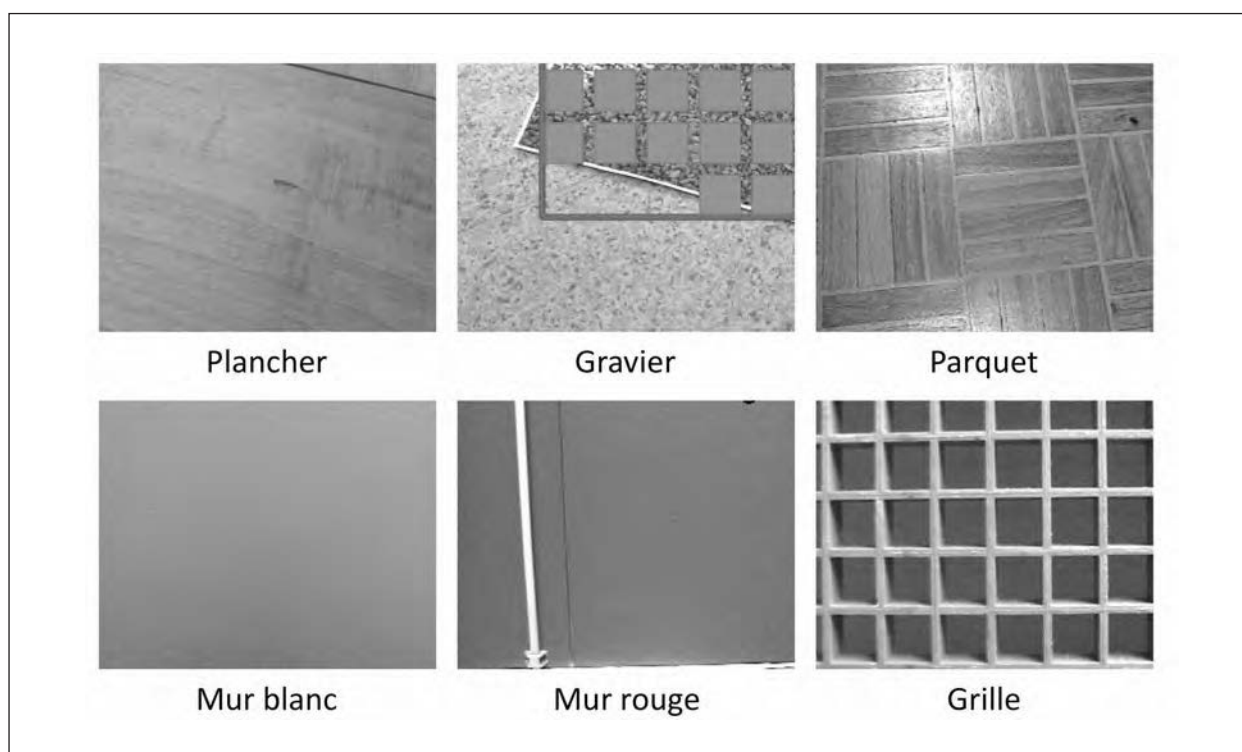 Plancher
Gravier
Parquet
Mur blanc
Mur rouge
Grille